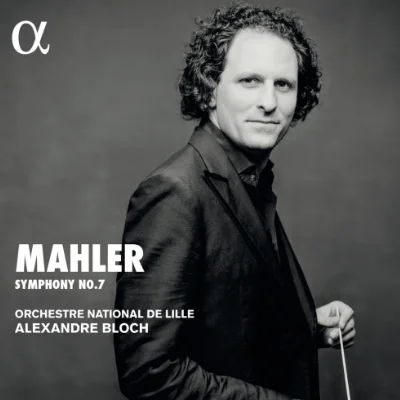 α
MAHLER
SYMPHONY NO.7
ORCHESTRE NATIONAL DE LILLE
ALEXANDRE BLOCH